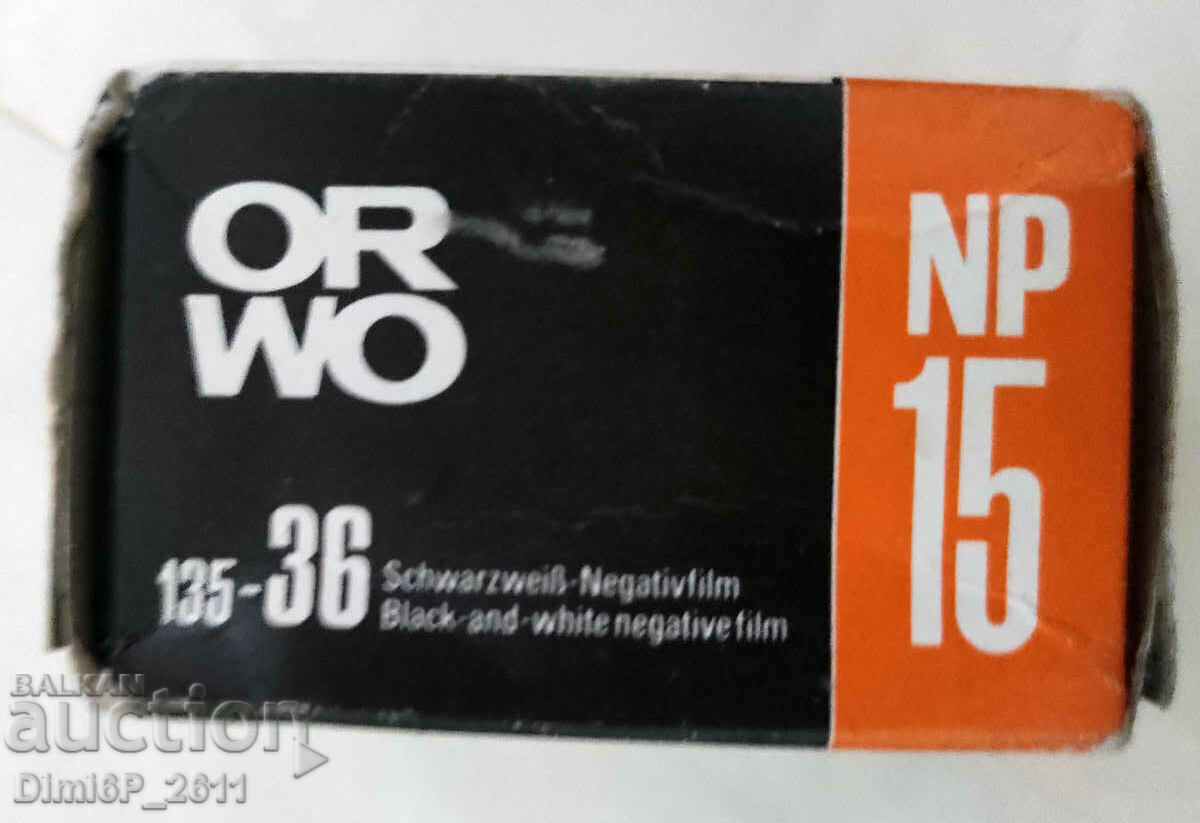 OR
WO
135-36 Schwarzweiß-Negativfilm
Black-and-white negative film
NP
15
BALKAN
auction
Dimi6P_2611